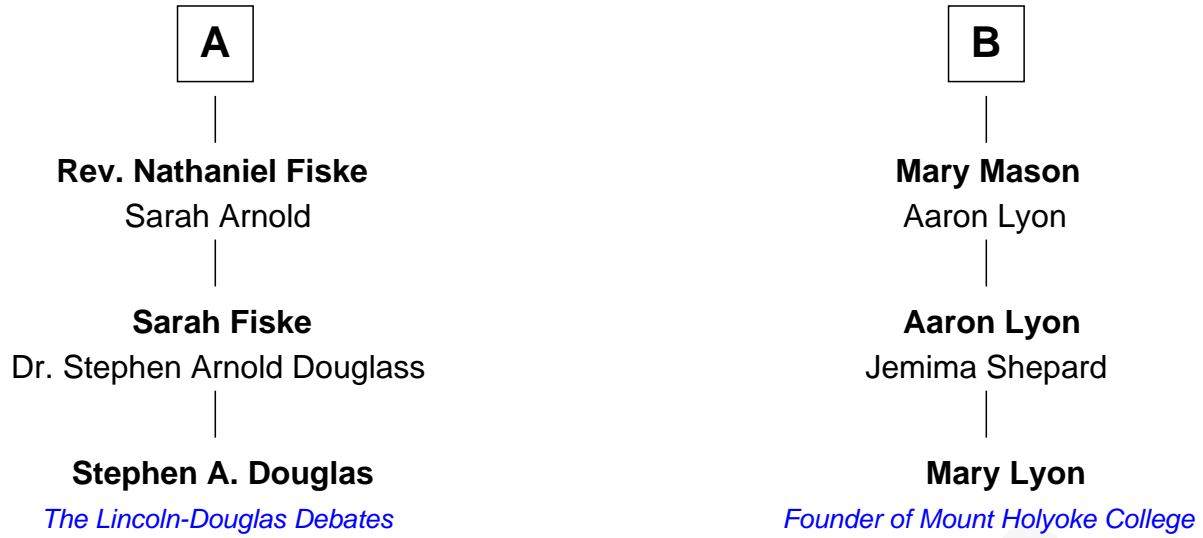 A
Rev. Nathaniel Fiske
Sarah Arnold
Sarah Fiske
Dr. Stephen Arnold Douglass
Stephen A. Douglas
The Lincoln-Douglas Debates
B
Mary Mason
Aaron Lyon
Aaron Lyon
Jemima Shepard
Mary Lyon
Founder of Mount Holyoke College